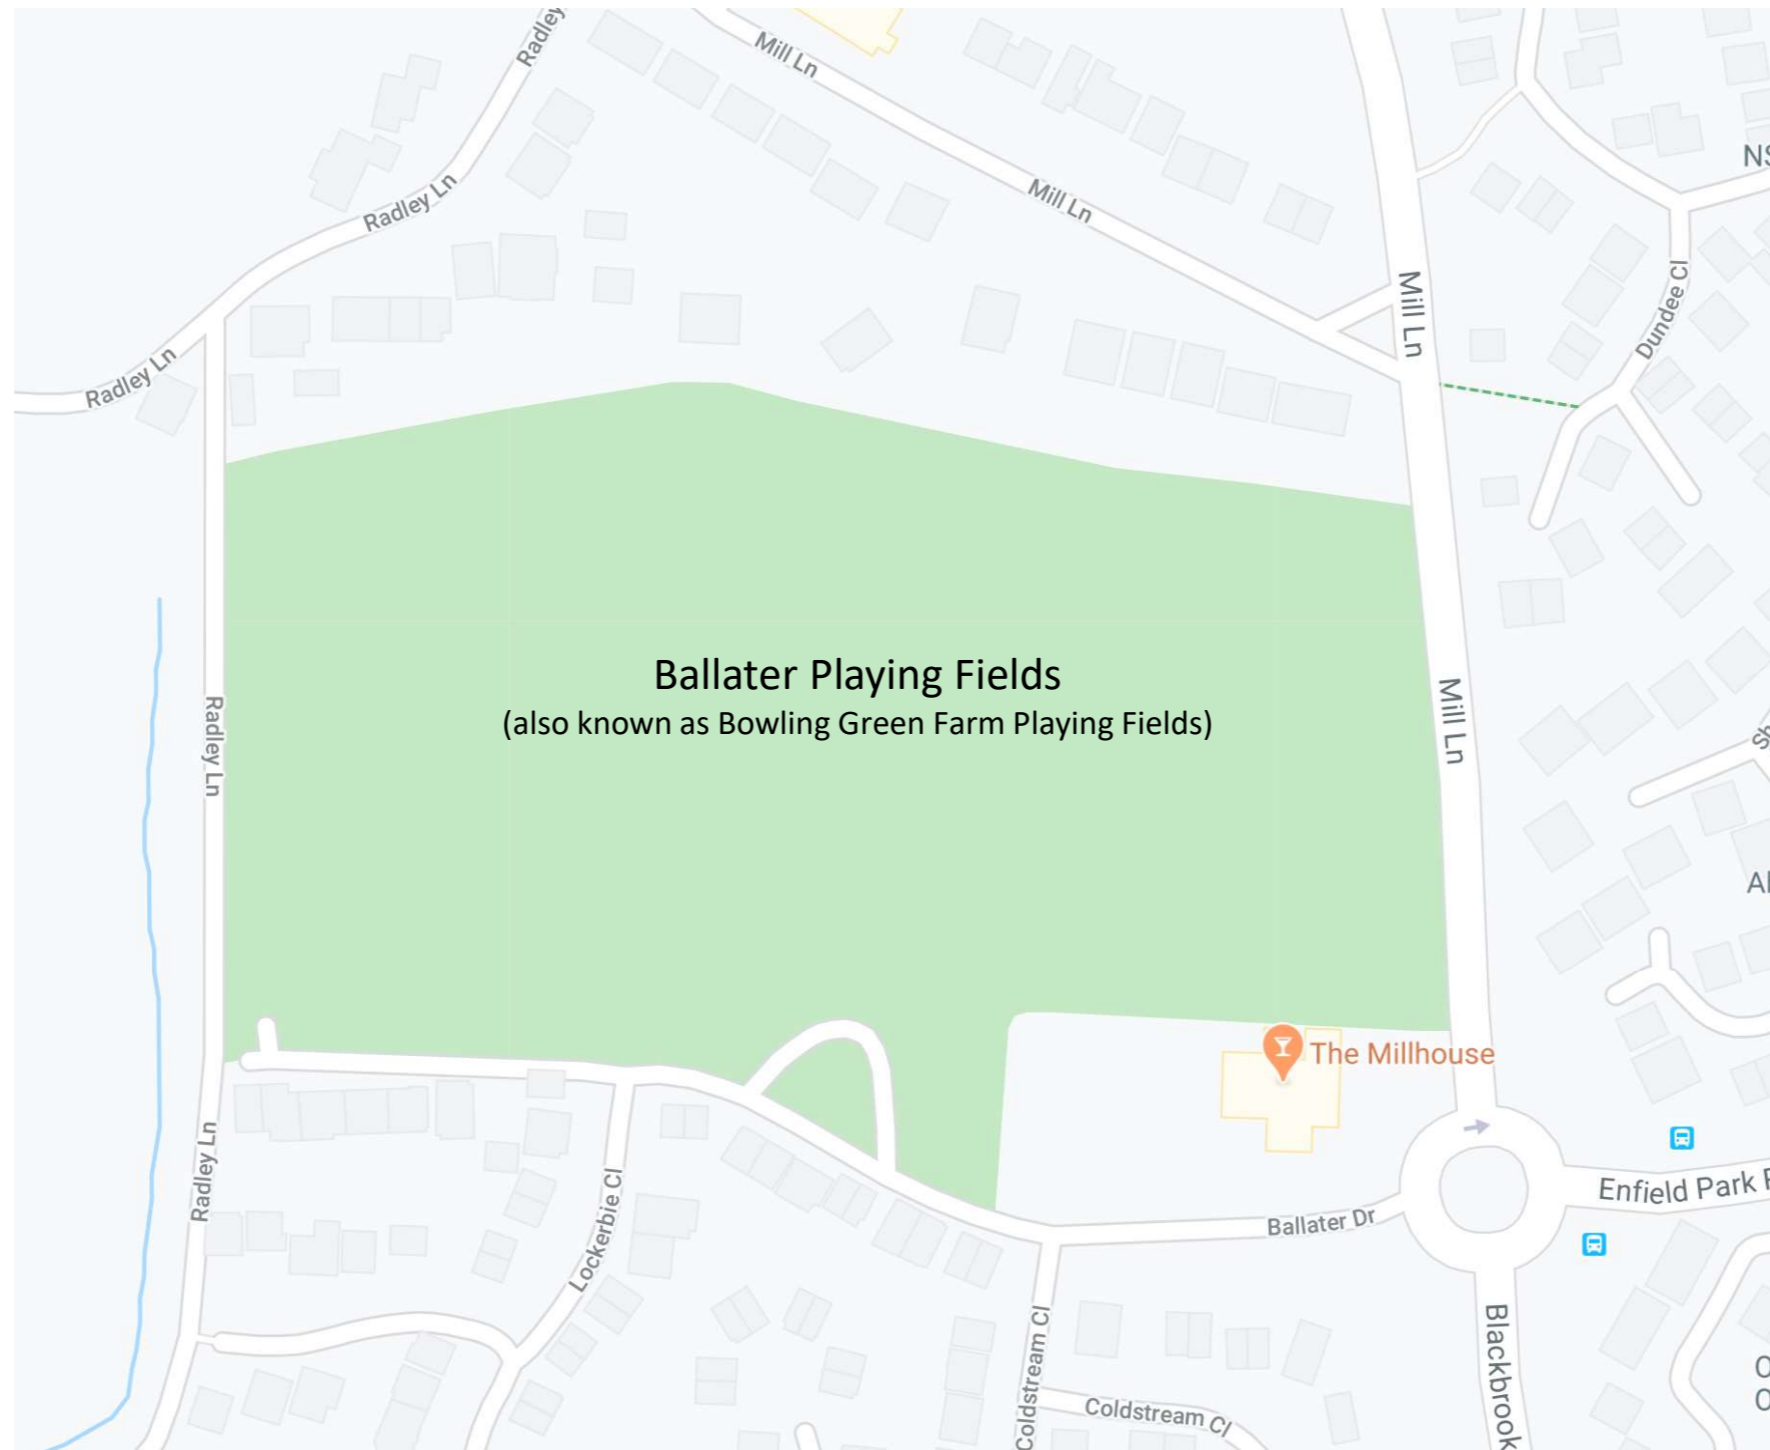 Radley
Mill Ln
Radley Ln
Mill Ln
Mill Ln
Dundee Cl
Radley Ln
Ballater Playing Fields
(also known as Bowling Green Farm Playing Fields)
Radley Ln
Mill Ln
The Millhouse
Radley Ln
Lockerbie Cl
Enfield Park
Ballater Dr
Coldstream Cl
Blackbrook
Coldstream Cl